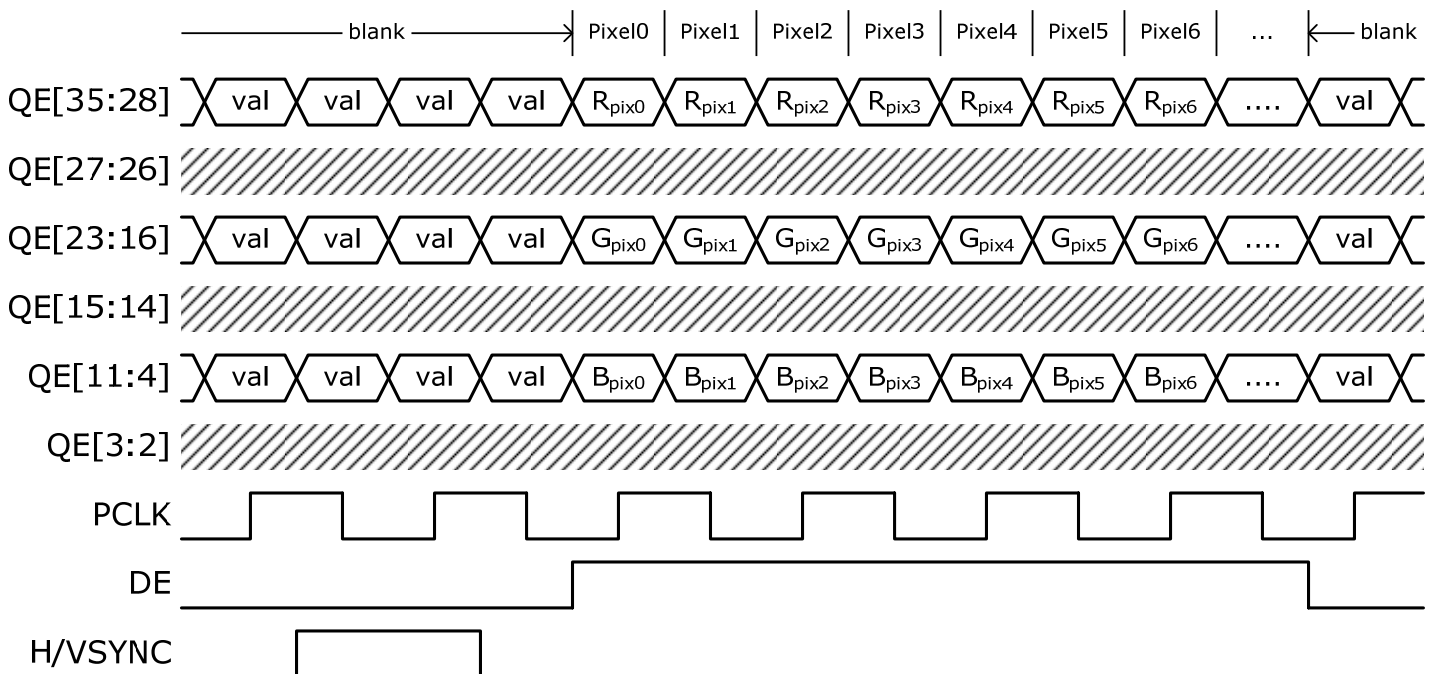 blank Pixel0 Pixel1 Pixel2 Pixel3 Pixel4 Pixel5 Pixel6 ... blank
QE[35:28] val val val val Rpix0 Rpix1 Rpix2 Rpix3 Rpix4 Rpix5 Rpix6 .... val
QE[27:26]
QE[23:16] val val val val Gpix0 Gpix1 Gpix2 Gpix3 Gpix4 Gpix5 Gpix6 .... val
QE[15:14]
QE[11:4] val val val val Bpix0 Bpix1 Bpix2 Bpix3 Bpix4 Bpix5 Bpix6 .... val
QE[3:2]
PCLK
DE
H/VSYNC